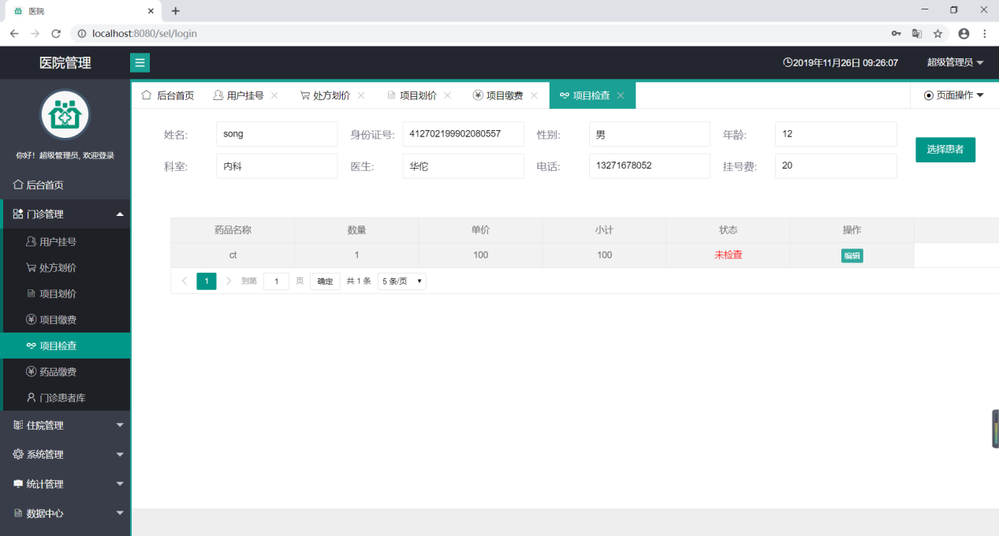 医院
localhost:8080/sel/login
医院管理
2019年11月26日 09:26:07
超级管理员
你好！超级管理员, 欢迎登录
后台首页
门诊管理
用户挂号
处方划价
项目划价
项目缴费
项目检查
药品缴费
门诊患者库
住院管理
系统管理
统计管理
数据中心
后台首页 用户挂号 处方划价 项目划价 项目缴费 项目检查 页面操作
姓名: song 身份证号: 412702199902080557 性别: 男 年龄: 12
选择患者
科室: 内科 医生: 华佗 电话: 13271678052 挂号费: 20
药品名称 数量 单价 小计 状态 操作
ct 1 100 100 未检查 编辑
1 到第 1 页 确定 共 1 条 5 条/页